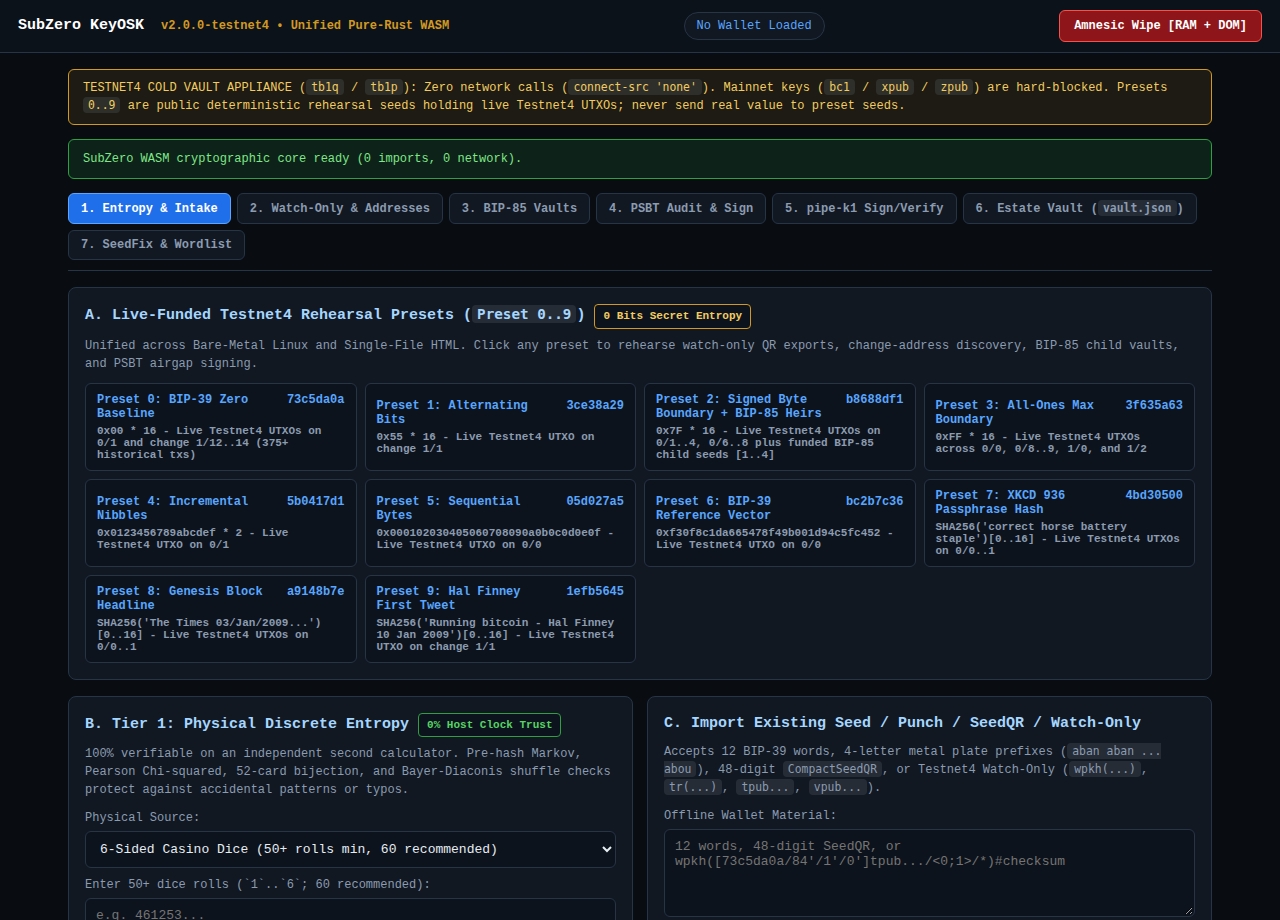 SubZero KeyOSK v2.0.0-testnet4 • Unified Pure-Rust WASM No Wallet Loaded Amnesic Wipe [RAM + DOM]
TESTNET4 COLD VAULT APPLIANCE (tb1q / tb1p): Zero network calls (connect-src 'none'). Mainnet keys (bc1 / xpub / zpub) are hard-blocked. Presets
0..9 are public deterministic rehearsal seeds holding live Testnet4 UTXOs; never send real value to preset seeds.
SubZero WASM cryptographic core ready (0 imports, 0 network).
1. Entropy & Intake 2. Watch-Only & Addresses 3. BIP-85 Vaults 4. PSBT Audit & Sign 5. pipe-k1 Sign/Verify 6. Estate Vault (vault.json)
7. SeedFix & Wordlist
A. Live-Funded Testnet4 Rehearsal Presets (Preset 0..9) 0 Bits Secret Entropy
Unified across Bare-Metal Linux and Single-File HTML. Click any preset to rehearse watch-only QR exports, change-address discovery, BIP-85 child vaults,
and PSBT airgap signing.
Preset 0: BIP-39 Zero 73c5da0a
Baseline
0x00 * 16 - Live Testnet4 UTXOs on
0/1 and change 1/12..14 (375+
historical txs)
Preset 1: Alternating 3ce38a29
Bits
0x55 * 16 - Live Testnet4 UTXO on
change 1/1
Preset 2: Signed Byte b8688df1
Boundary + BIP-85 Heirs
0x7F * 16 - Live Testnet4 UTXOs on
0/1..4, 0/6..8 plus funded BIP-85
child seeds [1..4]
Preset 3: All-Ones Max 3f635a63
Boundary
0xFF * 16 - Live Testnet4 UTXOs
across 0/0, 0/8..9, 1/0, and 1/2
Preset 4: Incremental 5b0417d1
Nibbles
0x0123456789abcdef * 2 - Live
Testnet4 UTXO on 0/1
Preset 5: Sequential 05d027a5
Bytes
0x000102030405060708090a0b0c0d0e0f -
Live Testnet4 UTXO on 0/0
Preset 6: BIP-39 bc2b7c36
Reference Vector
0xf30f8c1da665478f49b001d94c5fc452 -
Live Testnet4 UTXO on 0/0
Preset 7: XKCD 936 4bd30500
Passphrase Hash
SHA256('correct horse battery
staple')[0..16] - Live Testnet4 UTXOs
on 0/0..1
Preset 8: Genesis Block a9148b7e
Headline
SHA256('The Times 03/Jan/2009...')
[0..16] - Live Testnet4 UTXOs on
0/0..1
Preset 9: Hal Finney 1efb5645
First Tweet
SHA256('Running bitcoin - Hal Finney
10 Jan 2009')[0..16] - Live Testnet4
UTXO on change 1/1
B. Tier 1: Physical Discrete Entropy 0% Host Clock Trust
100% verifiable on an independent second calculator. Pre-hash Markov,
Pearson Chi-squared, 52-card bijection, and Bayer-Diaconis shuffle checks
protect against accidental patterns or typos.
Physical Source:
6-Sided Casino Dice (50+ rolls min, 60 recommended)
Enter 50+ dice rolls (`1`..`6`; 60 recommended):
e.g. 461253...
C. Import Existing Seed / Punch / SeedQR / Watch-Only
Accepts 12 BIP-39 words, 4-letter metal plate prefixes (aban aban ...
abou), 48-digit CompactSeedQR, or Testnet4 Watch-Only (wpkh(...),
tr(...), tpub..., vpub...).
Offline Wallet Material:
12 words, 48-digit SeedQR, or
wpkh([73c5da0a/84'/1'/0']tpub.../<0;1>/*)#checksum